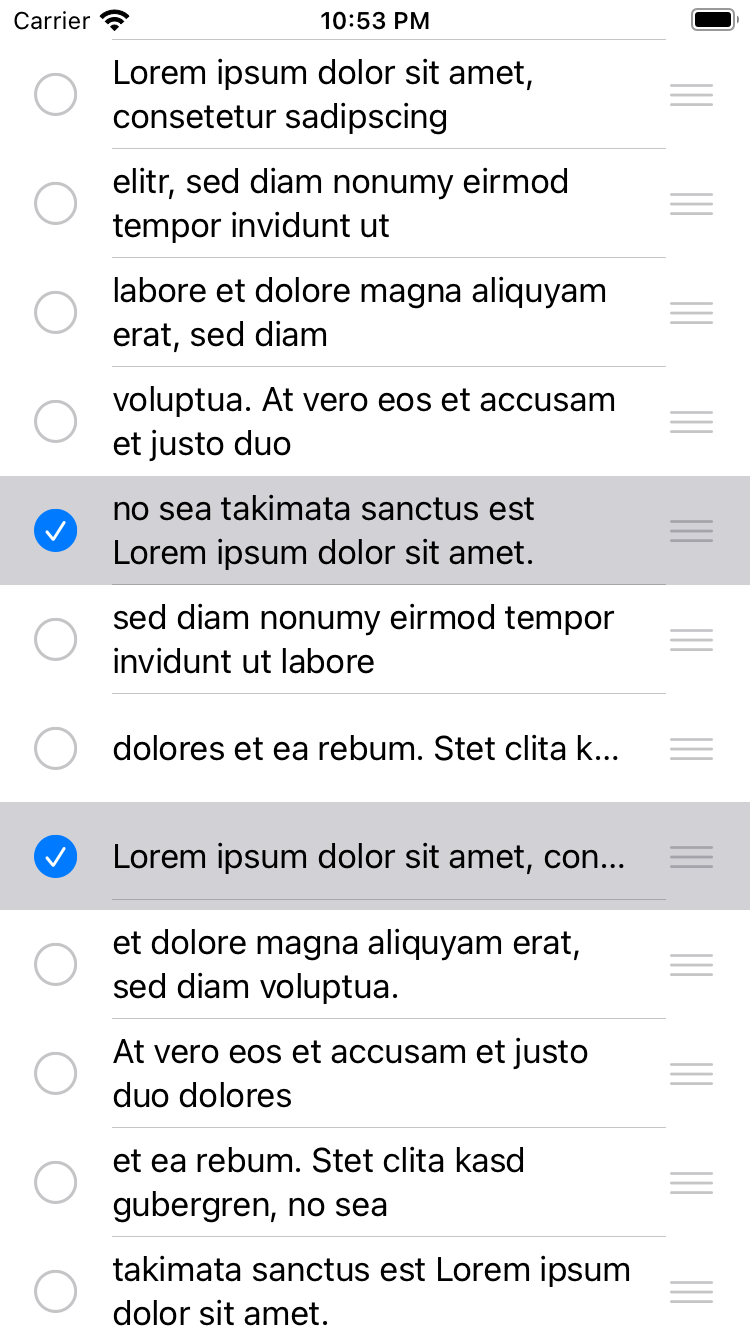 Carrier 10:53 PM
Lorem ipsum dolor sit amet,
consetetur sadipscing
elitr, sed diam nonumy eirmod
tempor invidunt ut
labore et dolore magna aliquyam
erat, sed diam
voluptua. At vero eos et accusam
et justo duo
no sea takimata sanctus est
Lorem ipsum dolor sit amet.
sed diam nonumy eirmod tempor
invidunt ut labore
dolores et ea rebum. Stet clita k...
Lorem ipsum dolor sit amet, con...
et dolore magna aliquyam erat,
sed diam voluptua.
At vero eos et accusam et justo
duo dolores
et ea rebum. Stet clita kasd
gubergren, no sea
takimata sanctus est Lorem ipsum
dolor sit amet.